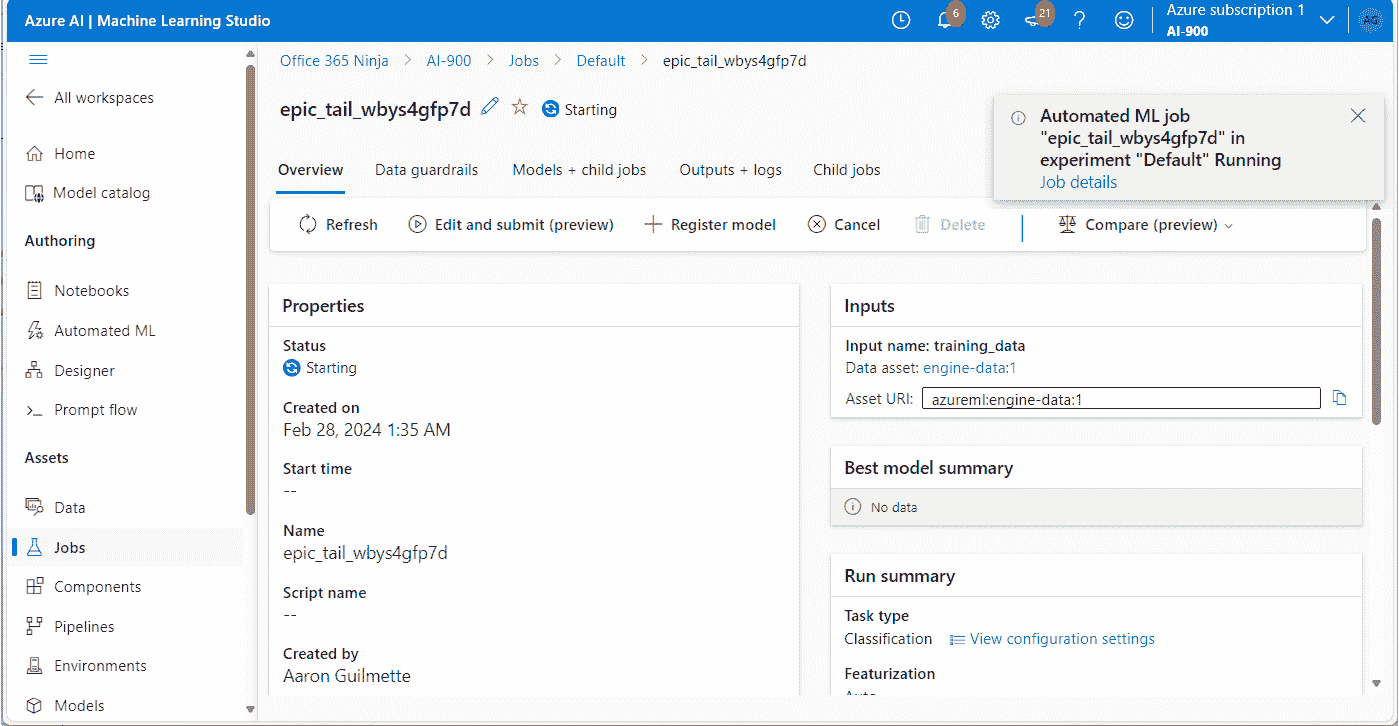 Azure AI | Machine Learning Studio
6
21
Azure subscription 1
AI-900
AG
All workspaces
Home
Model catalog
Authoring
Notebooks
Automated ML
Designer
Prompt flow
Assets
Data
Jobs
Components
Pipelines
Environments
Models
Office 365 Ninja > AI-900 > Jobs > Default > epic_tail_wbys4gfp7d
epic_tail_wbys4gfp7d Starting
Automated ML job
"epic_tail_wbys4gfp7d" in
experiment "Default" Running
Job details
Overview Data guardrails Models + child jobs Outputs + logs Child jobs
Refresh Edit and submit (preview) Register model Cancel Delete Compare (preview)
Properties
Status
Starting
Created on
Feb 28, 2024 1:35 AM
Start time
--
Name
epic_tail_wbys4gfp7d
Script name
--
Created by
Aaron Guilmette
Inputs
Input name: training_data
Data asset: engine-data:1
Asset URI: azureml:engine-data:1
Best model summary
No data
Run summary
Task type
Classification View configuration settings
Featurization